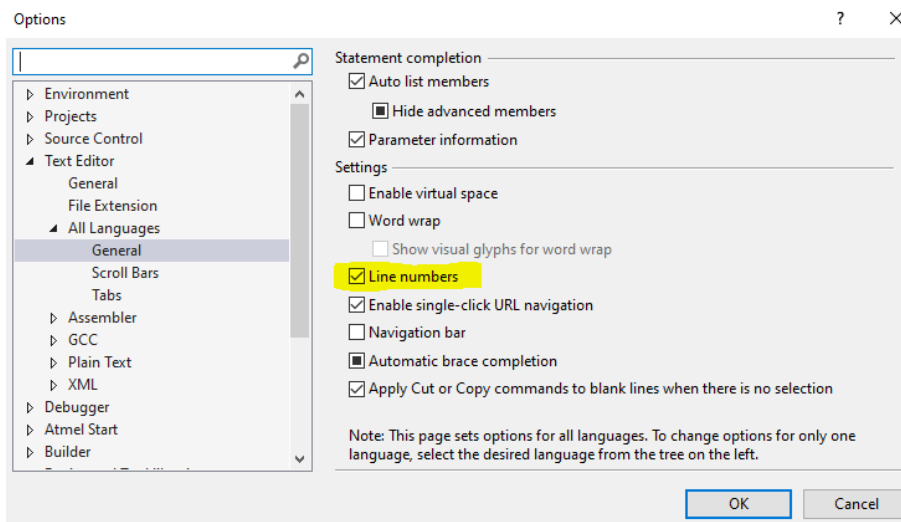 Options
?
Environment
Projects
Source Control
Text Editor
General
File Extension
All Languages
General
Scroll Bars
Tabs
Assembler
GCC
Plain Text
XML
Debugger
Atmel Start
Builder
Statement completion
Auto list members
Hide advanced members
Parameter information
Settings
Enable virtual space
Word wrap
Show visual glyphs for word wrap
Line numbers
Enable single-click URL navigation
Navigation bar
Automatic brace completion
Apply Cut or Copy commands to blank lines when there is no selection
Note: This page sets options for all languages. To change options for only one
language, select the desired language from the tree on the left.
OK
Cancel